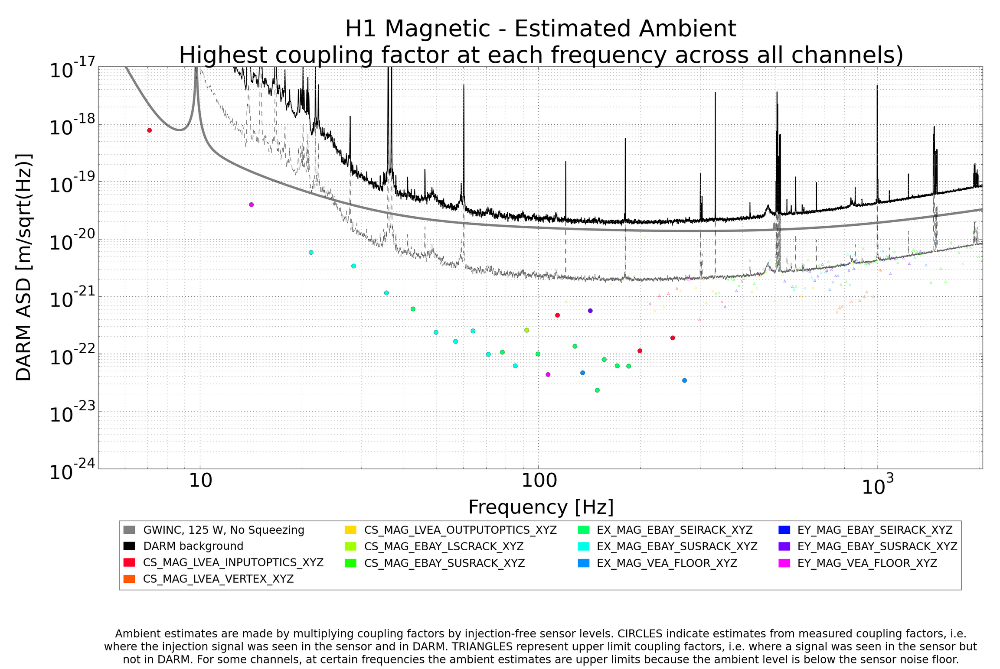 H1 Magnetic - Estimated Ambient
Highest coupling factor at each frequency across all channels)
10^-17
10^-18
10^-19
10^-20
10^-21
10^-22
10^-23
10^-24
DARM ASD [m/sqrt(Hz)]
10
100
10^3
Frequency [Hz]
GWINC, 125 W, No Squeezing
DARM background
CS_MAG_LVEA_INPUTOPTICS_XYZ
CS_MAG_LVEA_VERTEX_XYZ
CS_MAG_LVEA_OUTPUTOPTICS_XYZ
CS_MAG_EBAY_LSCRACK_XYZ
CS_MAG_EBAY_SUSRACK_XYZ
EX_MAG_EBAY_SEIRACK_XYZ
EX_MAG_EBAY_SUSRACK_XYZ
EX_MAG_VEA_FLOOR_XYZ
EY_MAG_EBAY_SEIRACK_XYZ
EY_MAG_EBAY_SUSRACK_XYZ
EY_MAG_VEA_FLOOR_XYZ
Ambient estimates are made by multiplying coupling factors by injection-free sensor levels. CIRCLES indicate estimates from measured coupling factors, i.e.
where the injection signal was seen in the sensor and in DARM. TRIANGLES represent upper limit coupling factors, i.e. where a signal was seen in the sensor but
not in DARM. For some channels, at certain frequencies the ambient estimates are upper limits because the ambient level is below the sensor noise floor.